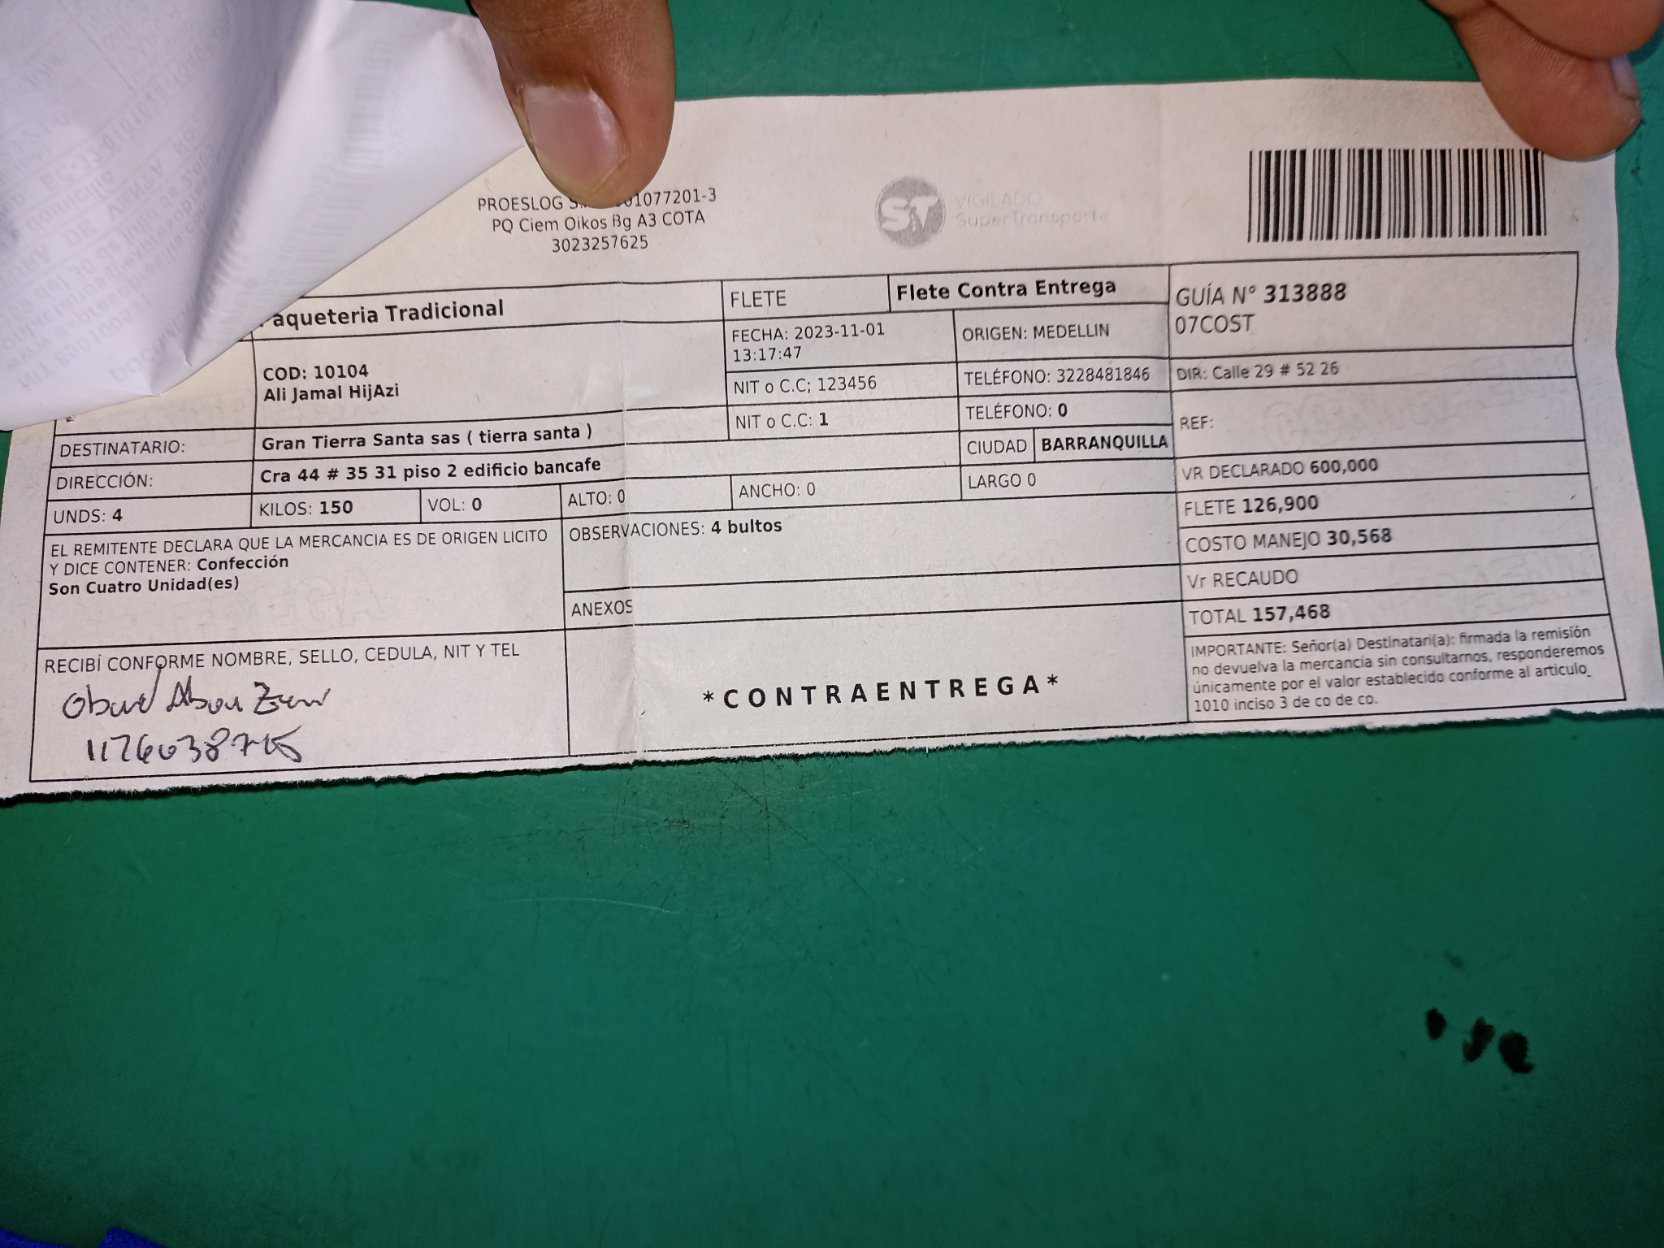 PROESLOG S. 01077201-3
PQ Ciem Oikos Bg A3 COTA
3023257625
VIGILADO
SuperTransporte
aqueteria Tradicional
FLETE
Flete Contra Entrega
GUÍA N° 313888
07COST
COD: 10104
Ali Jamal HijAzi
FECHA: 2023-11-01
13:17:47
ORIGEN: MEDELLIN
NIT o C.C; 123456
TELÉFONO: 3228481846
DIR: Calle 29 # 52 26
DESTINATARIO:
Gran Tierra Santa sas ( tierra santa )
NIT o C.C: 1
TELÉFONO: 0
REF:
DIRECCIÓN:
Cra 44 # 35 31 piso 2 edificio bancafe
CIUDAD
BARRANQUILLA
UNDS: 4
KILOS: 150
VOL: 0
ALTO: 0
ANCHO: 0
LARGO 0
VR DECLARADO 600,000
FLETE 126,900
COSTO MANEJO 30,568
Vr RECAUDO
TOTAL 157,468
EL REMITENTE DECLARA QUE LA MERCANCIA ES DE ORIGEN LICITO
Y DICE CONTENER: Confección
Son Cuatro Unidad(es)
OBSERVACIONES: 4 bultos
ANEXOS
RECIBÍ CONFORME NOMBRE, SELLO, CEDULA, NIT Y TEL
*CONTRAENTREGA*
IMPORTANTE: Señor(a) Destinatari(a): firmada la remisión
no devuelva la mercancia sin consultarnos, responderemos
únicamente por el valor establecido conforme al articulo
1010 inciso 3 de co de co.